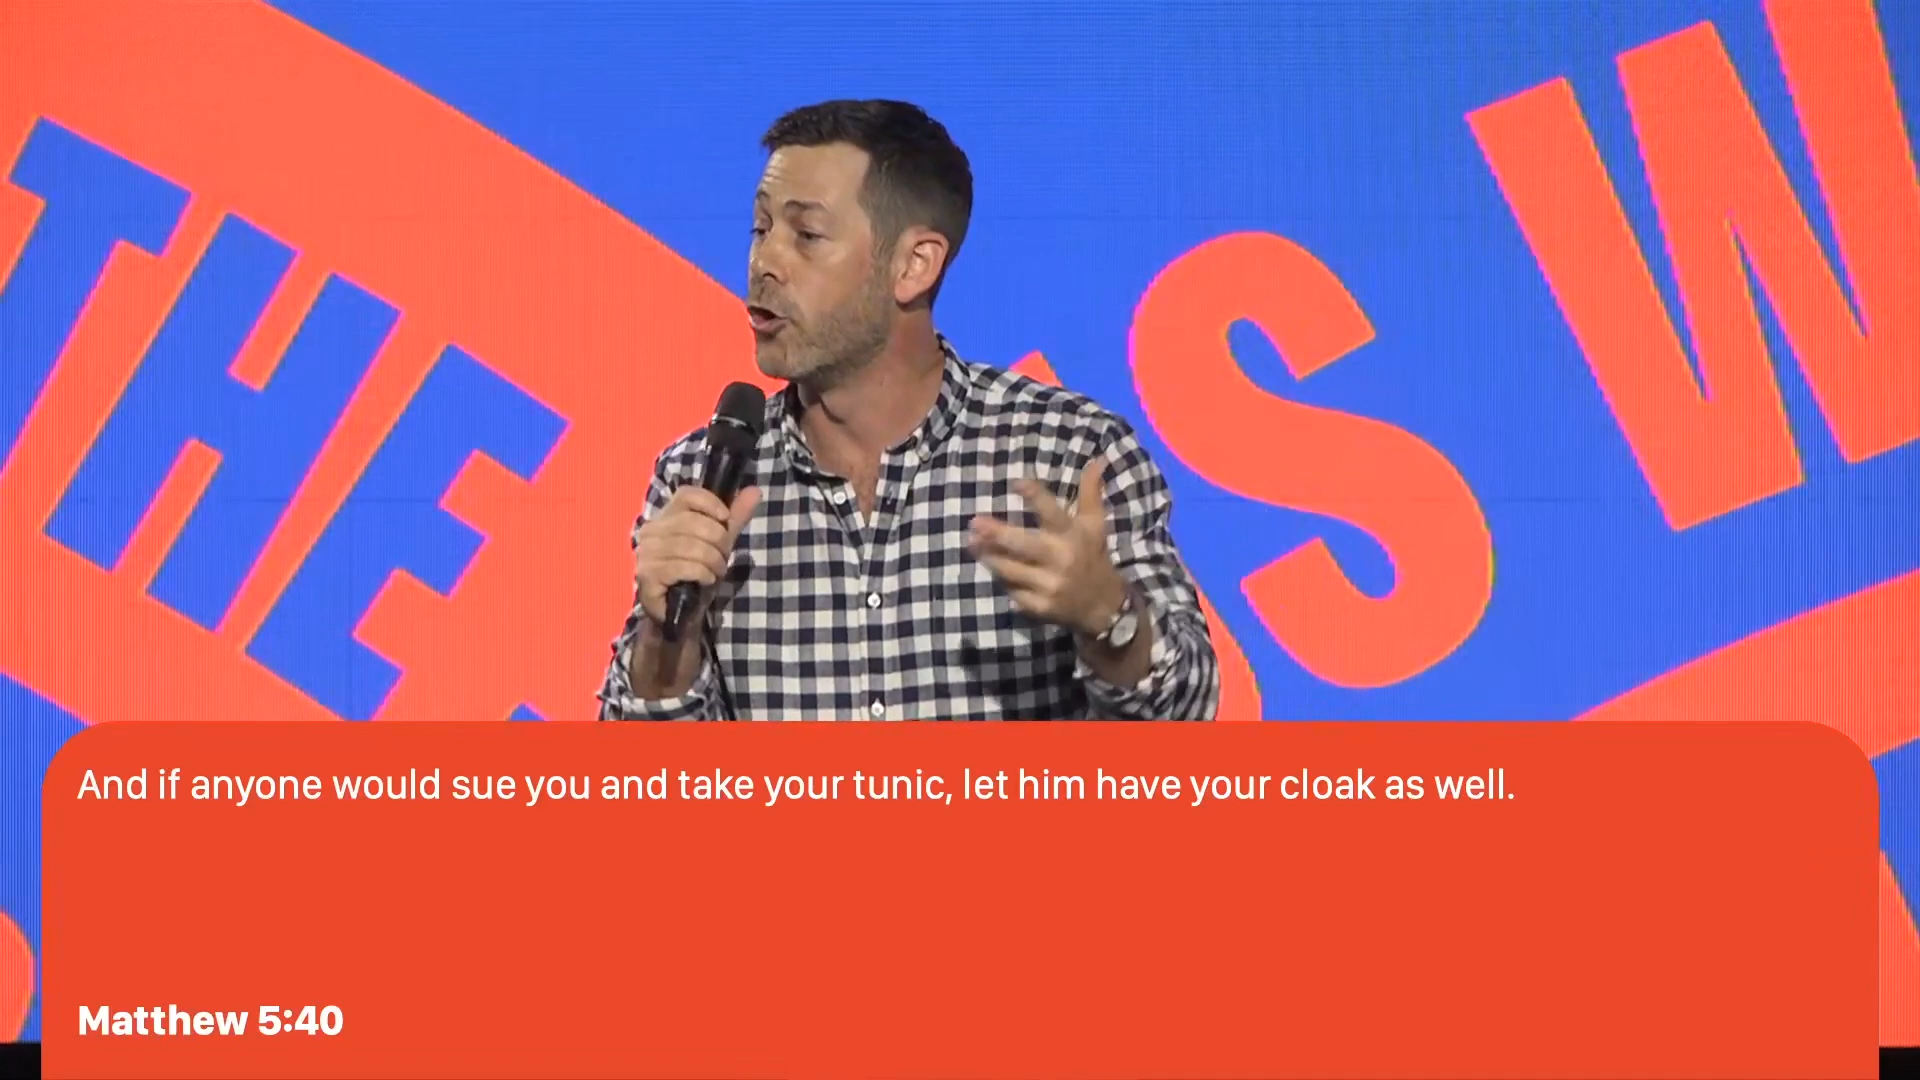 THE
'S W
And if anyone would sue you and take your tunic, let him have your cloak as well.
Matthew 5:40